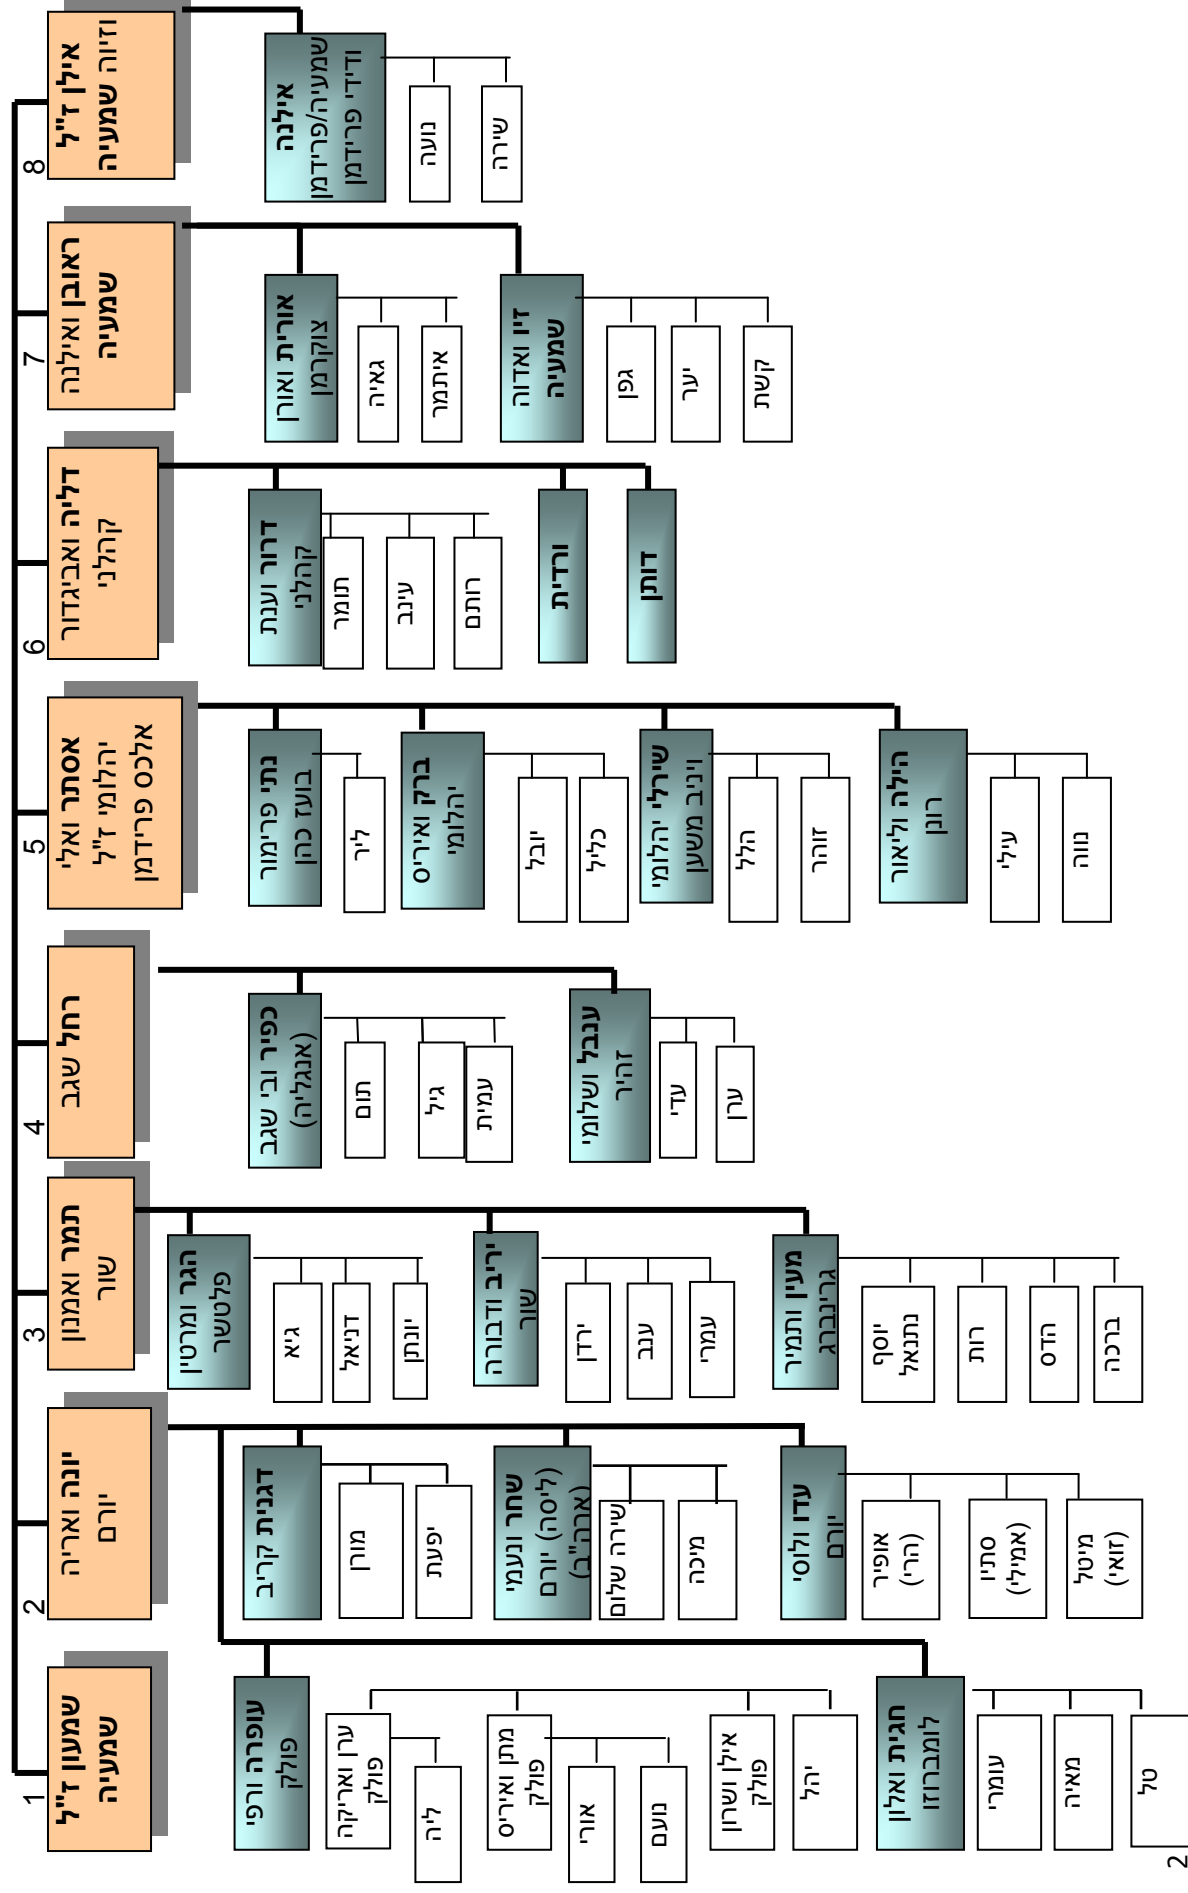 1
שמעון ז"ל
שמעיה
2
יונה ואריה
יורם
עופרה ורפי
פולק
ערן ואריקה
פולק
ליה
מתן ואיריס
פולק
אורי
נועם
אילן ושרון
פולק
יהל
חגית ואלון
לומברוזו
עומרי
מאיה
טל
דגנית קריב
מורן
יפעת
שחר ונעמי
(ליסה) יורם
(ארה"ב)
שירה שלום
מיכה
עדו ולוסי
יורם
אופיר
(הרי)
סתיו
(אמילי)
מיטל
(זואי)
3
תמר ואמנון
שור
הגר ומרטין
פלטשר
גיא
דניאל
יונתן
יריב ודבורה
שור
ירדן
ענב
עמרי
מעין ותמיר
גרינברג
יוסף
נתנאל
רות
הדס
ברכה
4
רחל שגב
כפיר ובי שגב
(אנגליה)
תום
גיל
עמית
ענבל ושלומי
זהיר
עדי
ערן
5
אסתר ואלי
יהלומי ז"ל
אלכס פרידמן
נתי פרימור
בועז כהן
ליר
ברק ואיריס
יהלומי
יובל
כליל
שירלי יהלומי
ויניב משען
הלל
זוהר
הילה וליאור
רונן
עילי
נווה
6
דליה ואביגדור
קהלני
דרור וענת
קהלני
תומר
עינב
רותם
ורדית
דותן
7
ראובן ואילנה
שמעיה
אורית ואורן
צוקרמן
גאיה
איתמר
זיו ואדוה
שמעיה
גפן
יער
קשת
8
אילן ז"ל
וזיוה שמעיה
אילנה
שמעיה/פרידמן
ודידי פרידמן
נועה
שירה
2